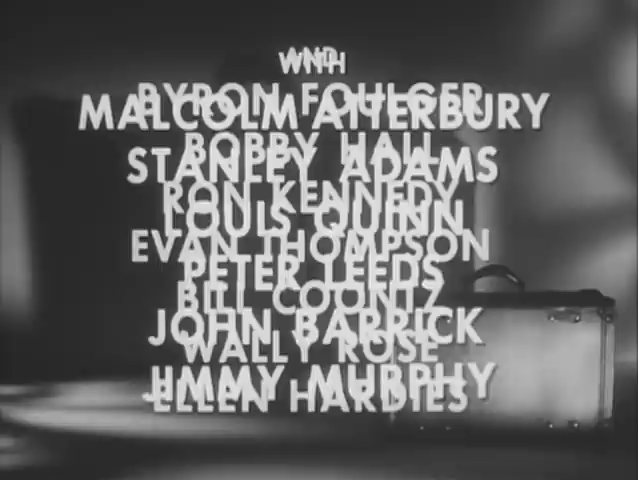 AND
WITH
BYRON FOULGER
MALCOLM ATTERBURY
BOBBY HALL
STANLEY ADAMS
RON KENNEDY
LOUIS QUINN
EVAN THOMPSON
PETER LEEDS
BILL COONTZ
JOHN BARRICK
WALLY ROSE
JIMMY MURPHY
ELLEN HARDIES